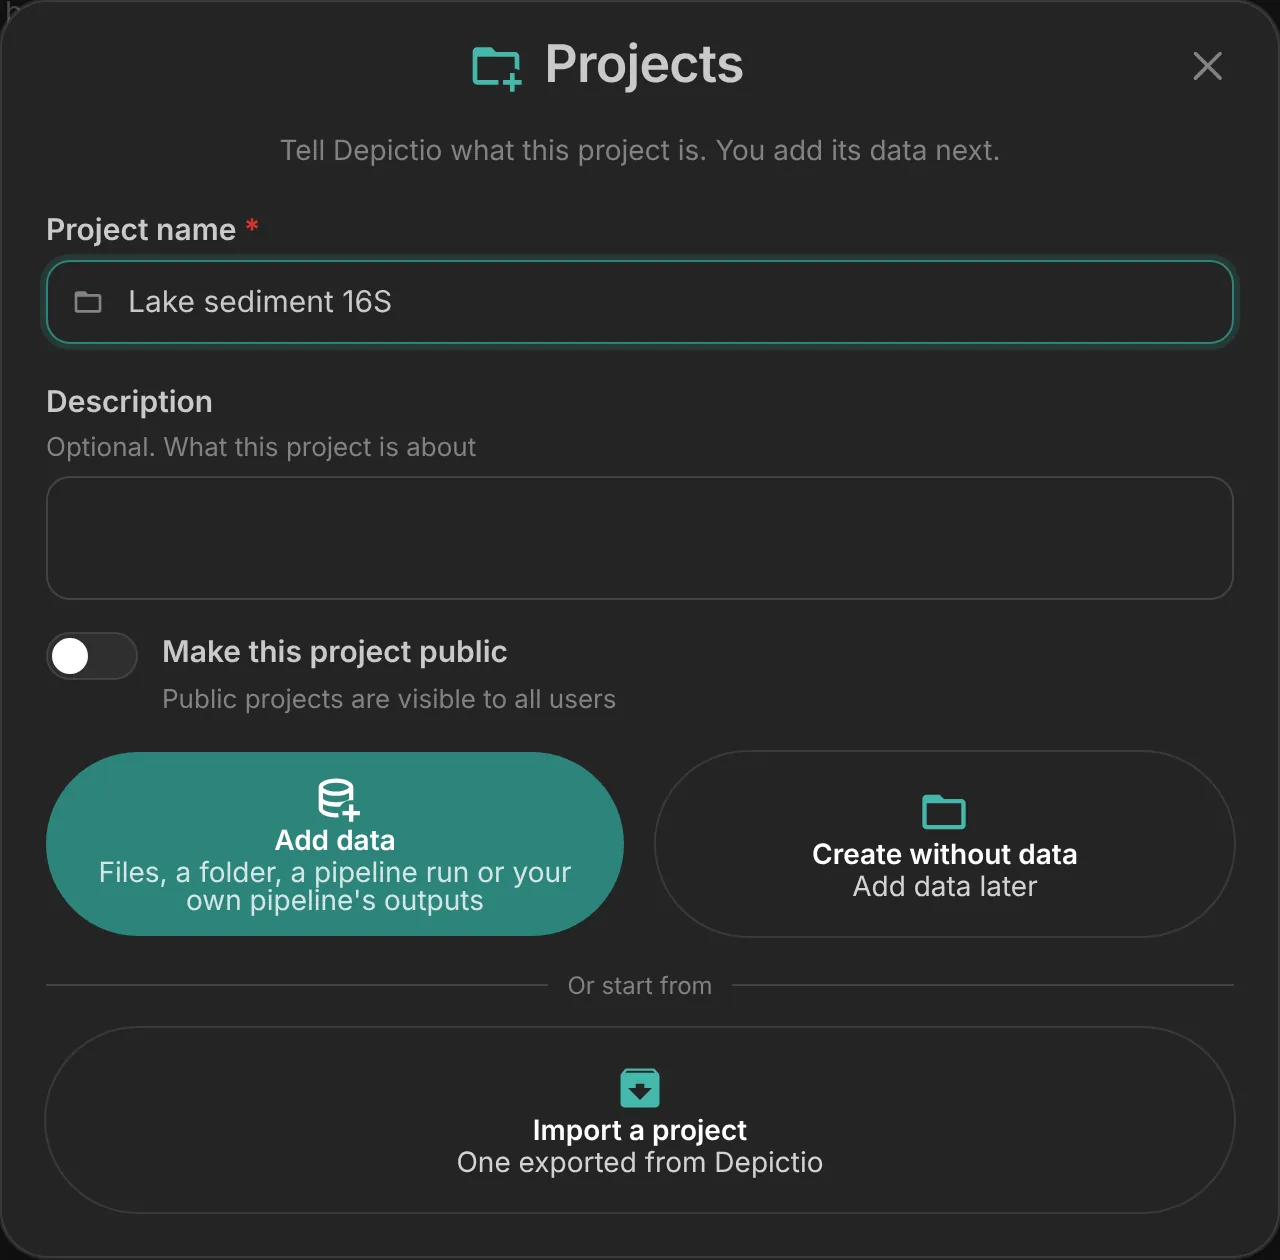 Projects
Tell Depictio what this project is. You add its data next.
Project name *
Lake sediment 16S
Description
Optional. What this project is about
Make this project public
Public projects are visible to all users
Add data
Files, a folder, a pipeline run or your
own pipeline's outputs
Create without data
Add data later
Or start from
Import a project
One exported from Depictio